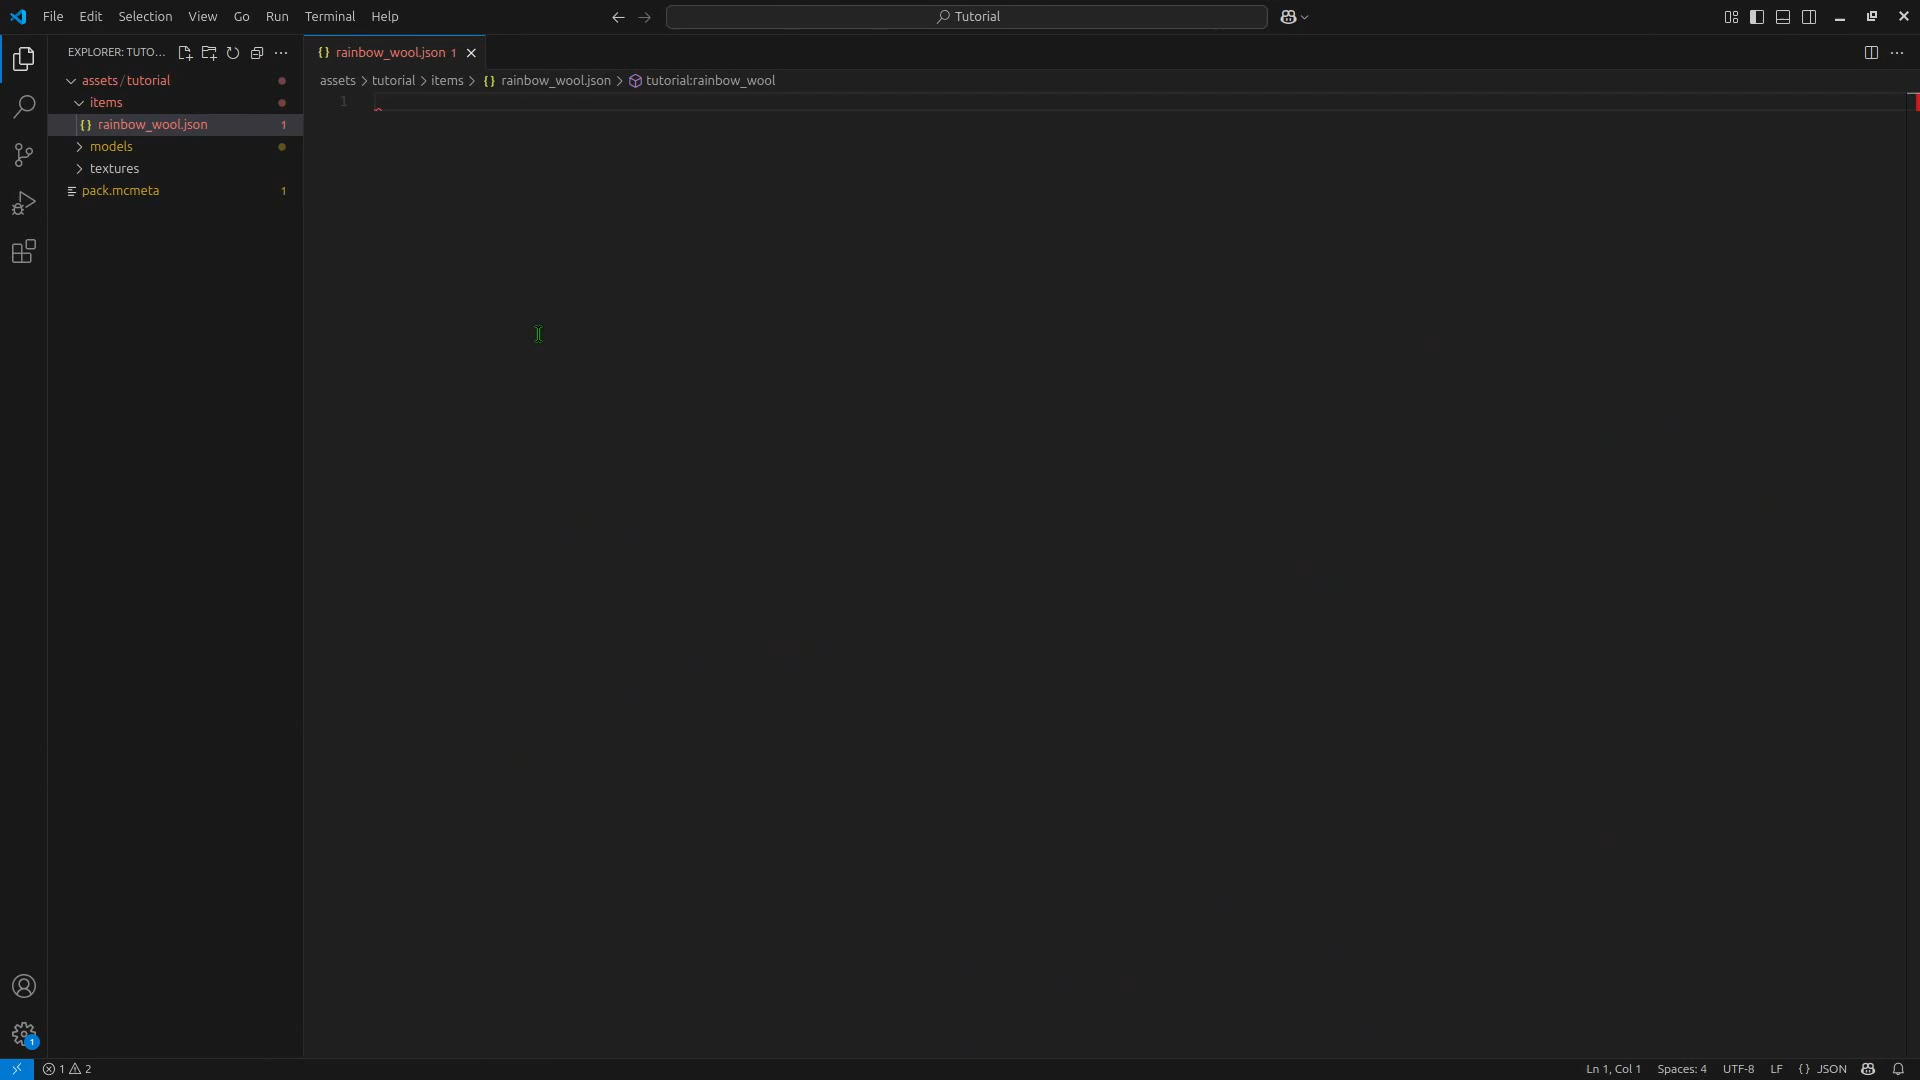 File Edit Selection View Go Run Terminal Help
Tutorial
EXPLORER: TUTO...
rainbow_wool.json 1
assets/tutorial
assets > tutorial > items > {} rainbow_wool.json > tutorial:rainbow_wool
items
1
{} rainbow_wool.json 1
models
textures
pack.mcmeta 1
1
1 2
Ln 1, Col 1 Spaces: 4 UTF-8 LF {} JSON